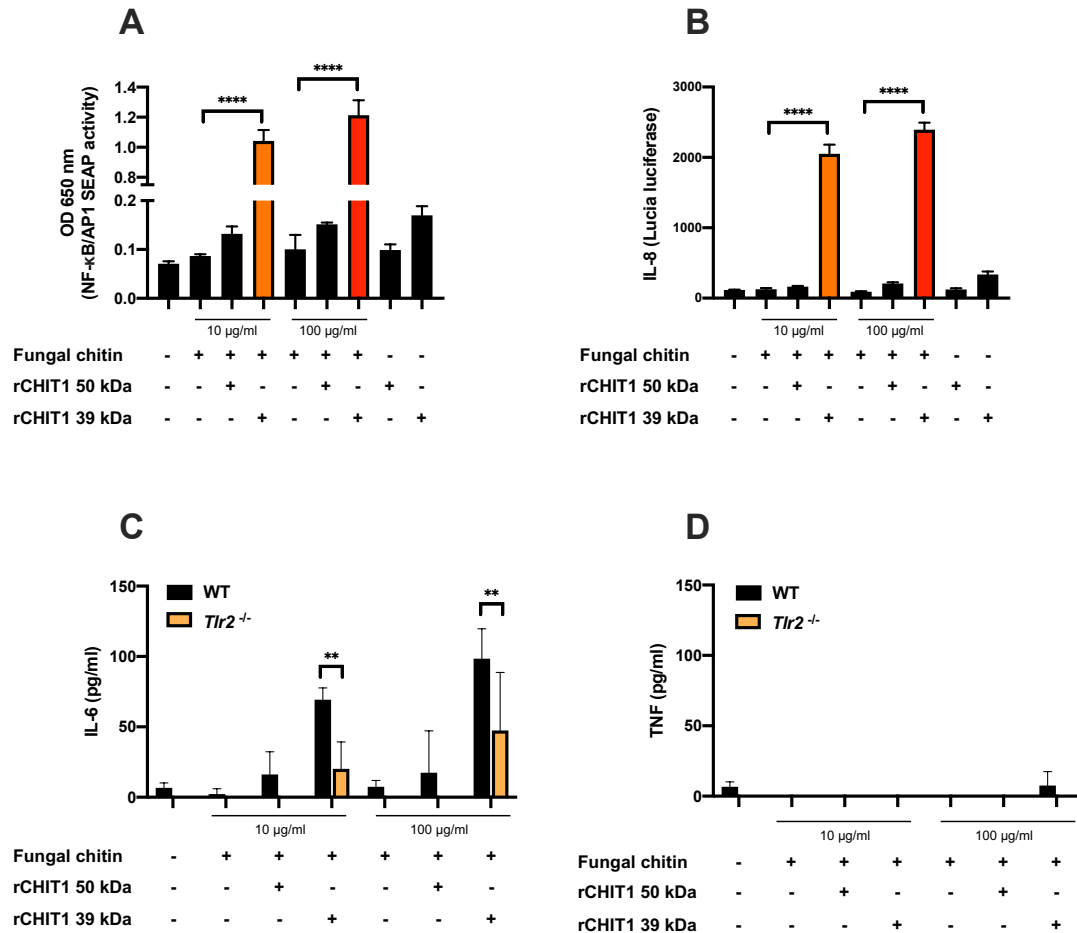 A
OD 650 nm
(NF-κB/AP1 SEAP activity)
1.4
1.2
1.0
0.8
0.2
0.1
0.0
****
****
10 μg/ml
100 μg/ml
Fungal chitin - + + + + + + - -
rCHIT1 50 kDa - - + - - + - + -
rCHIT1 39 kDa - - - + - - + - +
B
IL-8 (Lucia luciferase)
3000
2000
1000
0
****
****
10 μg/ml
100 μg/ml
Fungal chitin - + + + + + + - -
rCHIT1 50 kDa - - + - - + - + -
rCHIT1 39 kDa - - - + - - + - +
C
IL-6 (pg/ml)
150
100
50
0
WT
Tlr2 -/-
**
**
10 μg/ml
100 μg/ml
Fungal chitin - + + + + + +
rCHIT1 50 kDa - - + - - + -
rCHIT1 39 kDa - - - + - - +
D
TNF (pg/ml)
150
100
50
0
WT
Tlr2 -/-
10 μg/ml
100 μg/ml
Fungal chitin - + + + + + +
rCHIT1 50 kDa - - + - - + -
rCHIT1 39 kDa - - - + - - +